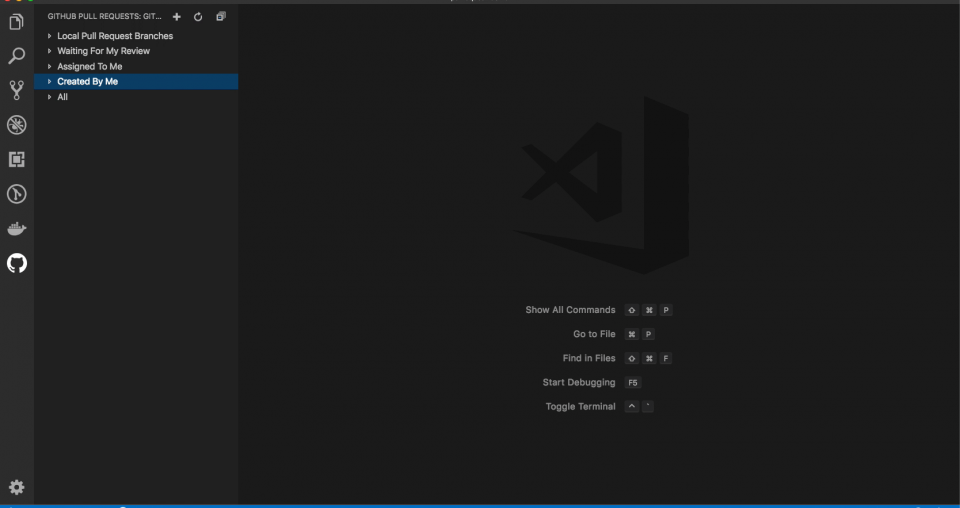 GITHUB PULL REQUESTS: GIT...
Local Pull Request Branches
Waiting For My Review
Assigned To Me
Created By Me
All
Show All Commands ⇧ ⌘ P
Go to File ⌘ P
Find in Files ⇧ ⌘ F
Start Debugging F5
Toggle Terminal ^ `